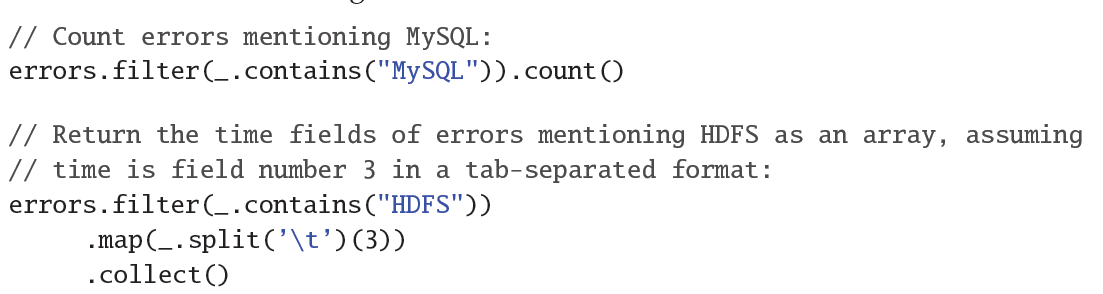 // Count errors mentioning MySQL:
errors.filter(_.contains("MySQL")).count()
// Return the time fields of errors mentioning HDFS as an array, assuming
// time is field number 3 in a tab-separated format:
errors.filter(_.contains("HDFS"))
.map(_.split(’\t’)(3))
.collect()